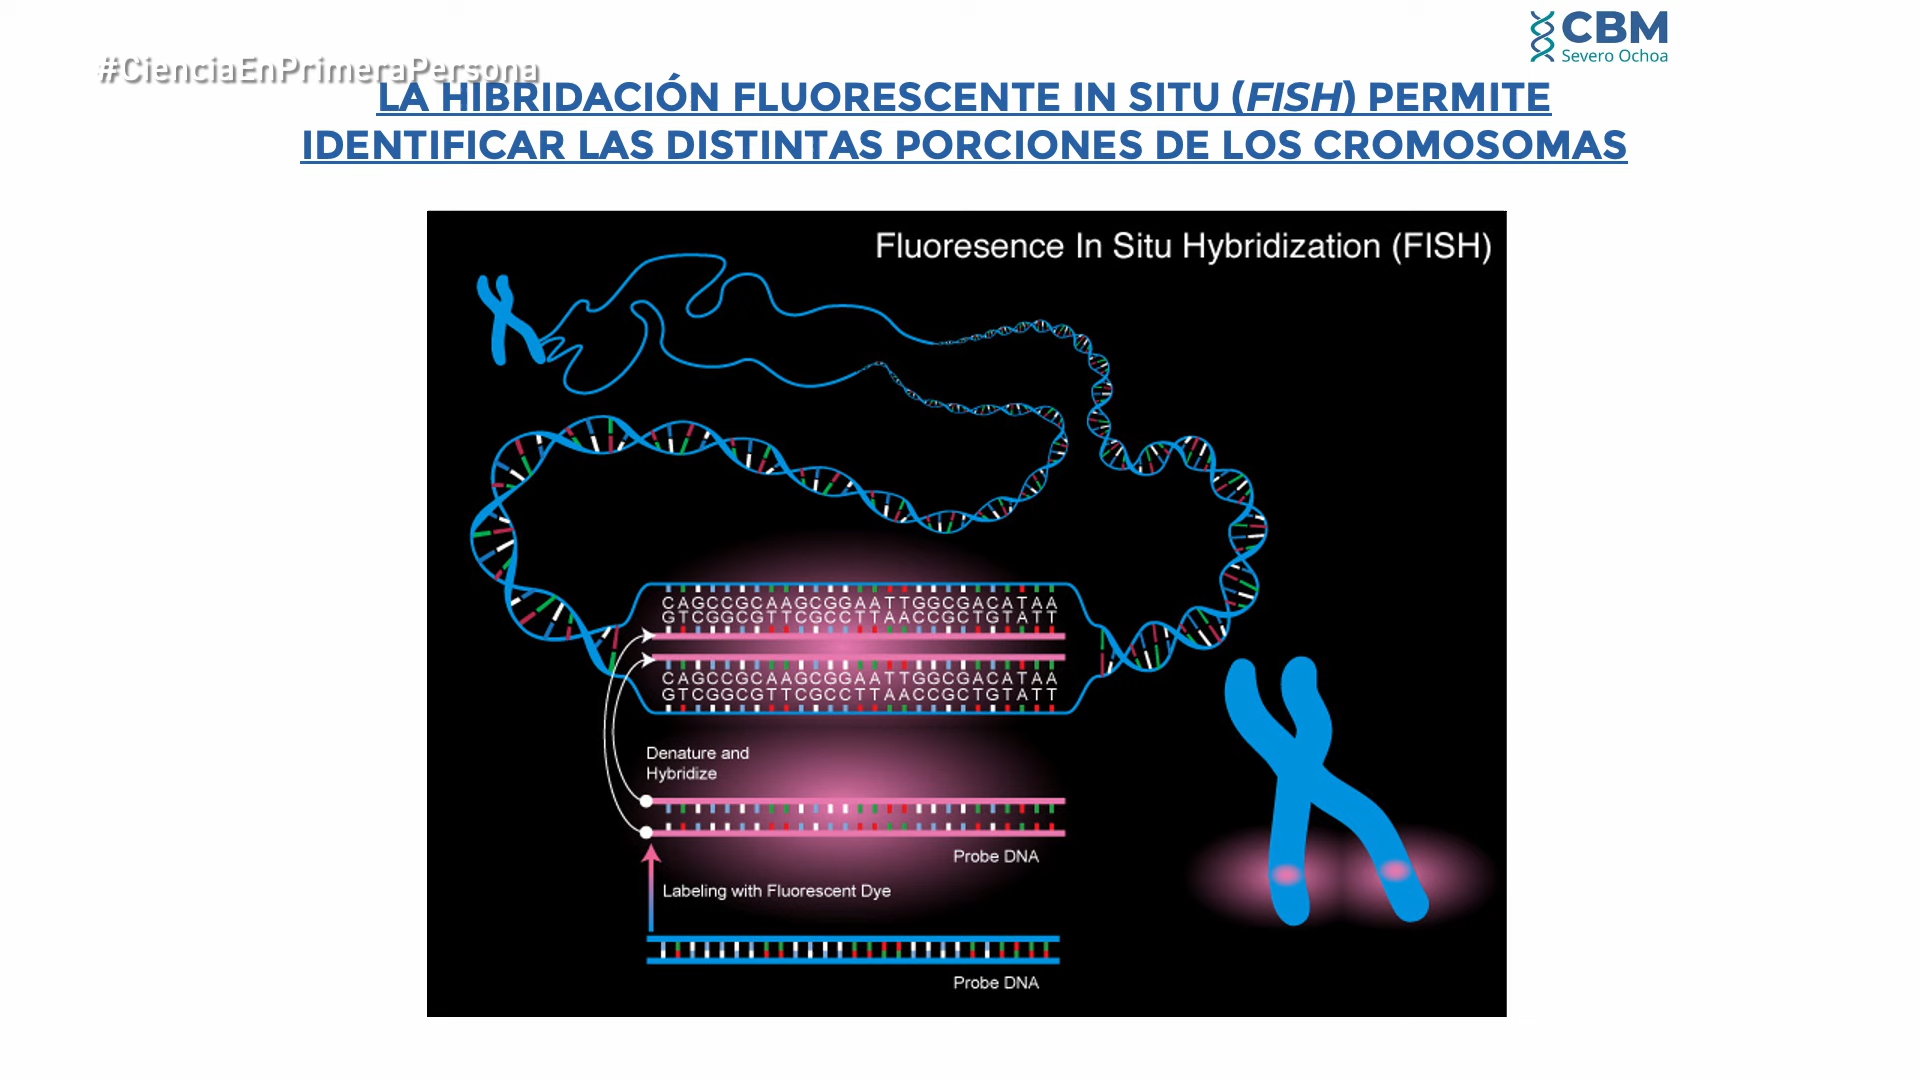 #CienciaEnPrimeraPersona
CBM
Severo Ochoa
LA HIBRIDACIÓN FLUORESCENTE IN SITU (FISH) PERMITE
IDENTIFICAR LAS DISTINTAS PORCIONES DE LOS CROMOSOMAS
Fluoresence In Situ Hybridization (FISH)
CAGCCGCAAGCGGAATTGGCGACATAA
GTCGGCGTTCGCCTTAACCGCTGTATT
CAGCCGCAAGCGGAATTGGCGACATAA
GTCGGCGTTCGCCTTAACCGCTGTATT
Denature and
Hybridize
Probe DNA
Labeling with Fluorescent Dye
Probe DNA